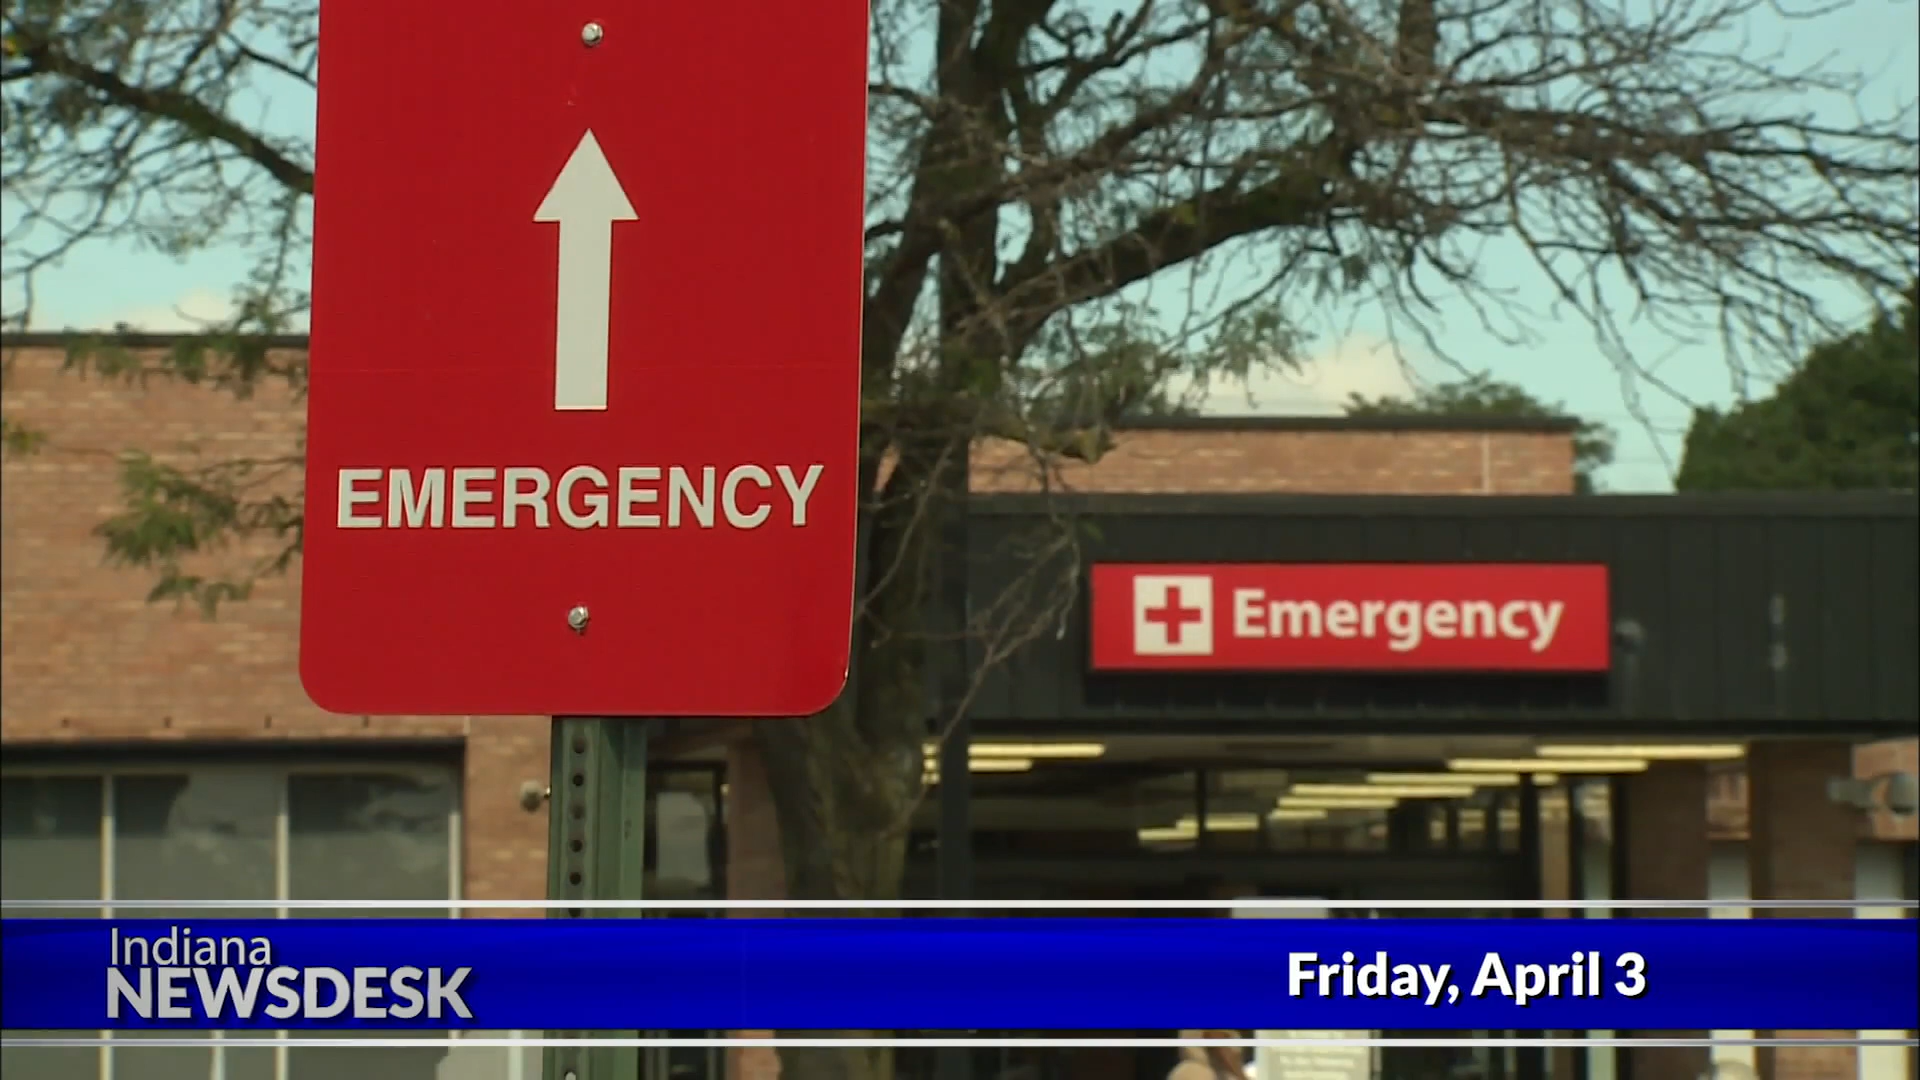 EMERGENCY
Emergency
Indiana
NEWSDESK
Friday, April 3